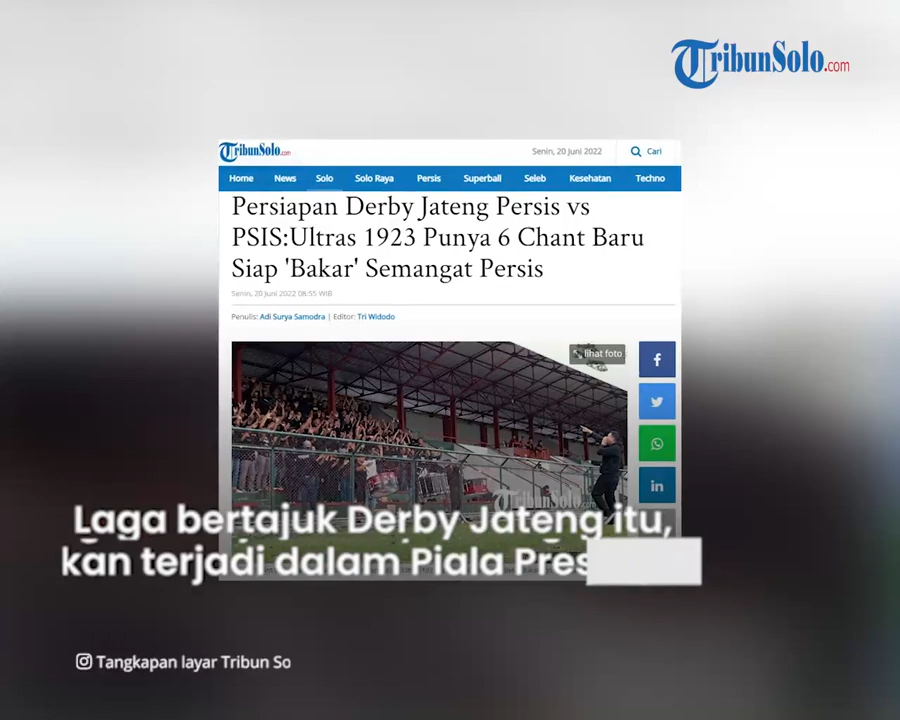 TribunSolo.com
TribunSolo.com
Senin, 20 Juni 2022
Cari
Home News Solo Solo Raya Persis Superball Seleb Kesehatan Techno
Persiapan Derby Jateng Persis vs
PSIS:Ultras 1923 Punya 6 Chant Baru
Siap 'Bakar' Semangat Persis
Senin, 20 Juni 2022 08:55 WIB
Penulis: Adi Surya Samodra | Editor: Tri Widodo
lihat foto
TribunSolo.com
Laga bertajuk Derby Jateng itu,
kan terjadi dalam Piala Pres
Tangkapan layar Tribun So